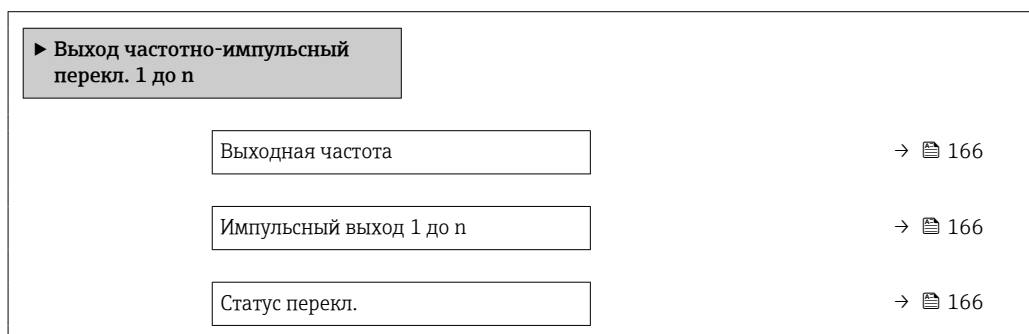 ► Выход частотно-импульсный
перекл. 1 до n
Выходная частота → 166
Импульсный выход 1 до n → 166
Статус перекл. → 166